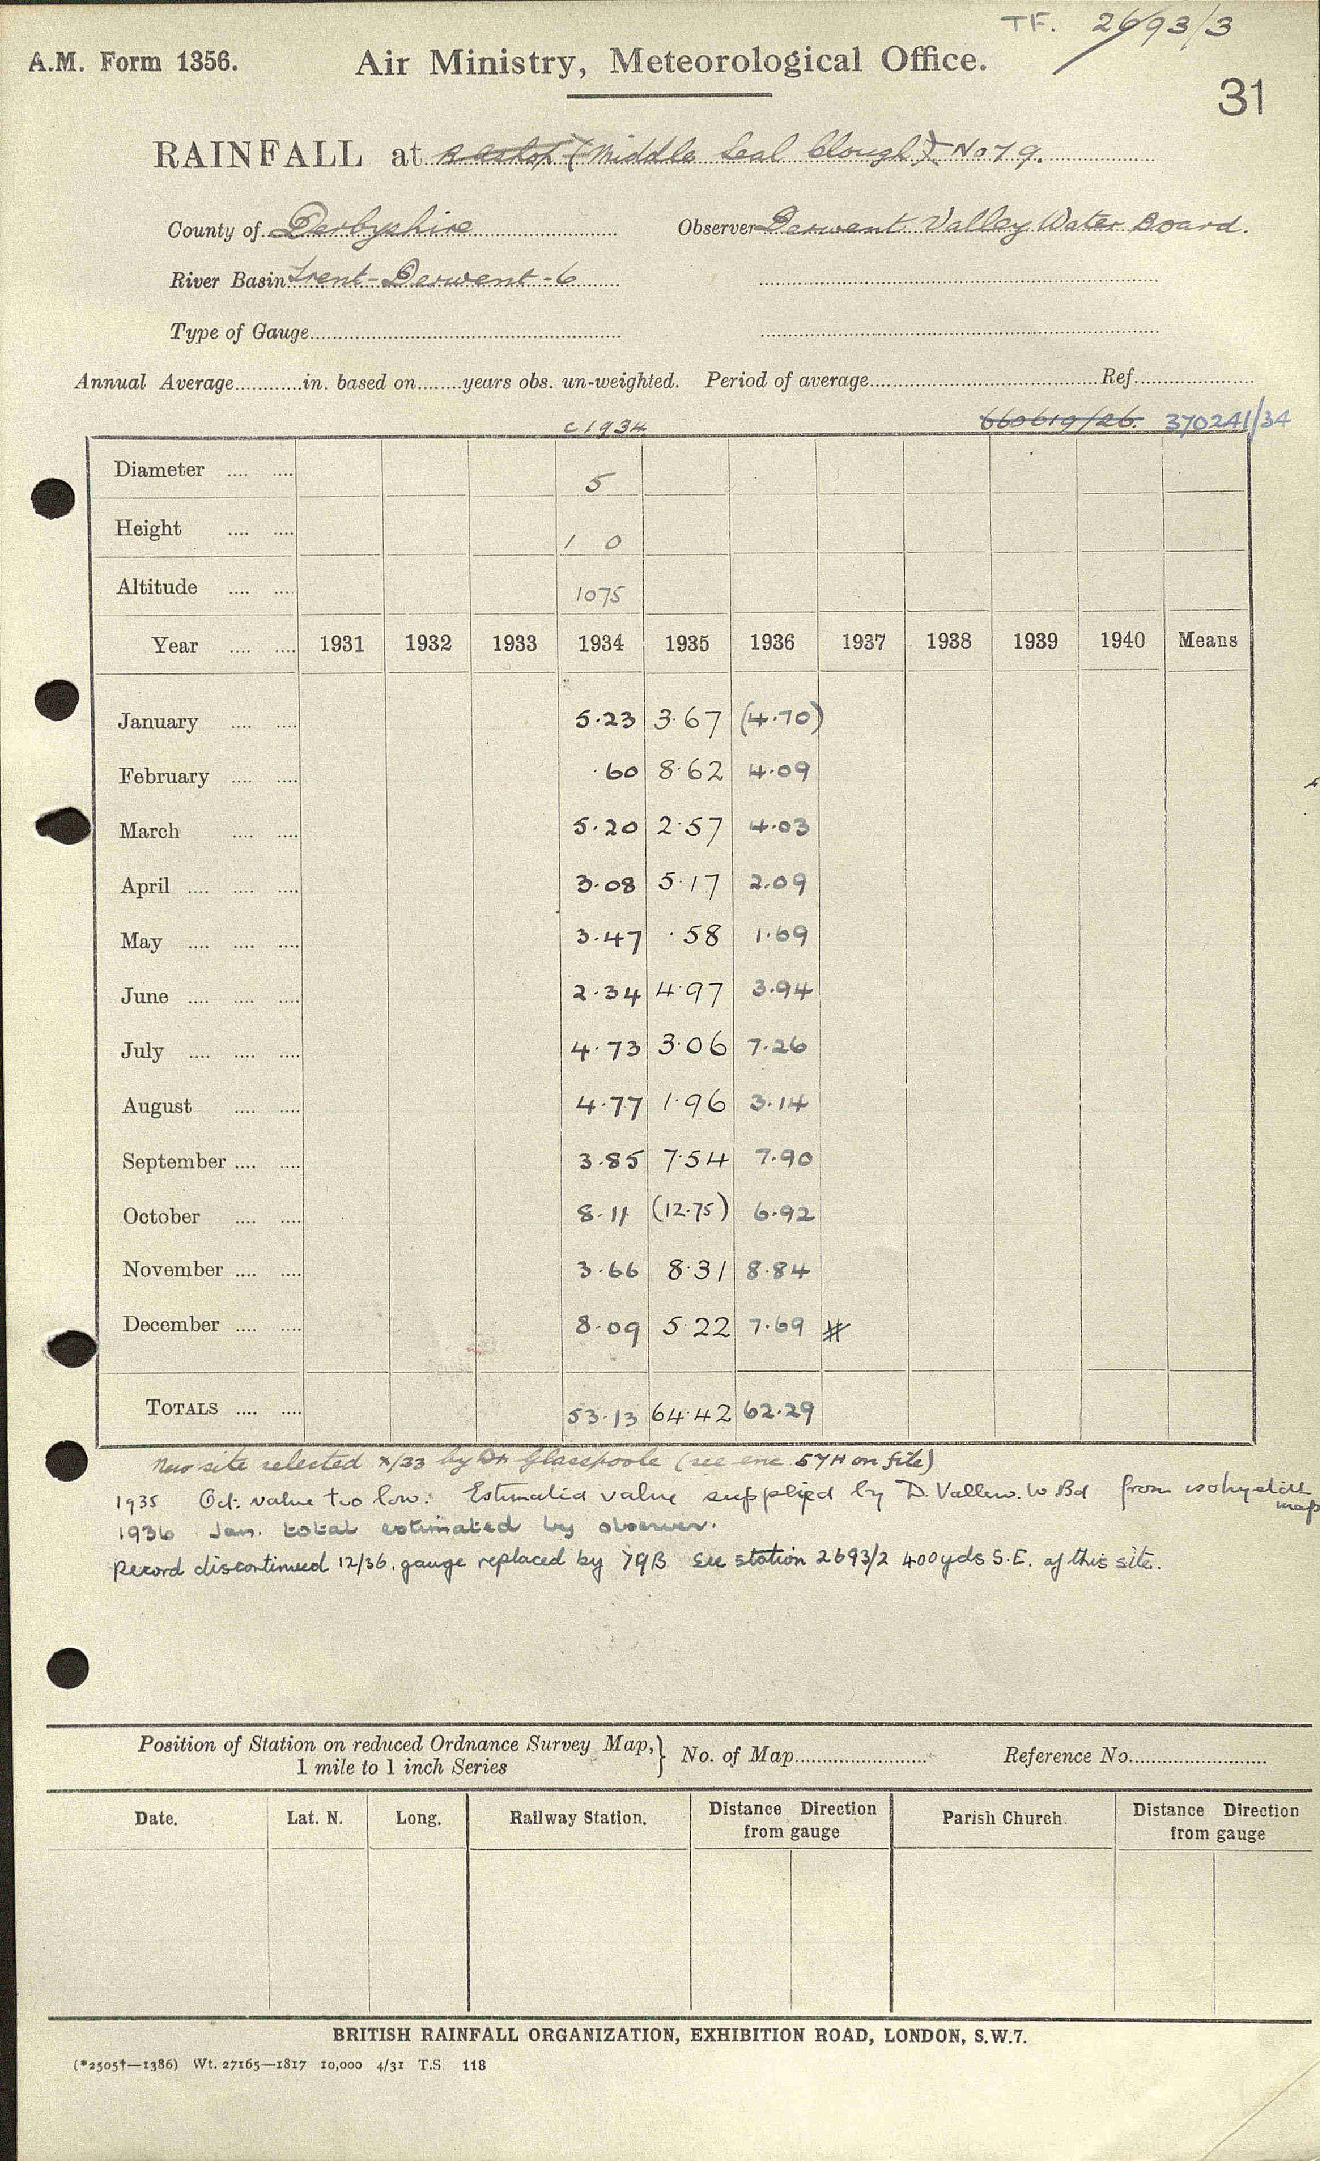 TF. 2693/3
A.M. Form 1356.
Air Ministry, Meteorological Office.
31
RAINFALL at (Middle Seal Clough) No 79.
County of Derbyshire Observer Derwent Valley Water Board.
River Basin Trent-Derwent-6
Type of Gauge
Annual Average in. based on years obs. un-weighted. Period of average Ref.
c1934 660619/26. 370241/34
Diameter 5
Height 1 0
Altitude 1075
Year 1931 1932 1933 1934 1935 1936 1937 1938 1939 1940 Means
January 5.23 3.67 (4.70)
February .60 8.62 4.09
March 5.20 2.57 4.03
April 3.08 5.17 2.09
May 3.47 .58 1.69
June 2.34 4.97 3.94
July 4.73 3.06 7.26
August 4.77 1.96 3.14
September 3.85 7.54 7.90
October 8.11 (12.75) 6.92
November 3.66 8.31 8.84
December 8.09 5.22 7.69
TOTALS 53.13 64.42 62.29
New site selected x/33 by Dr Glasspoole (see enc 57H on file)
1935 Oct. value too low. Estimated value supplied by D. Valley. W Bd from isohyetal
map
1936 Jan. total estimated by observer.
Record discontinued 12/36. gauge replaced by 79B See station 2693/2 400yds S.E. of this site.
Position of Station on reduced Ordnance Survey Map, } No. of Map Reference No.
1 mile to 1 inch Series
Date. Lat. N. Long. Railway Station. Distance Direction Parish Church. Distance Direction
from gauge from gauge
BRITISH RAINFALL ORGANIZATION, EXHIBITION ROAD, LONDON, S.W.7.
(*2505†—1386) Wt. 27165—1817 10,000 4/31 T.S. 118